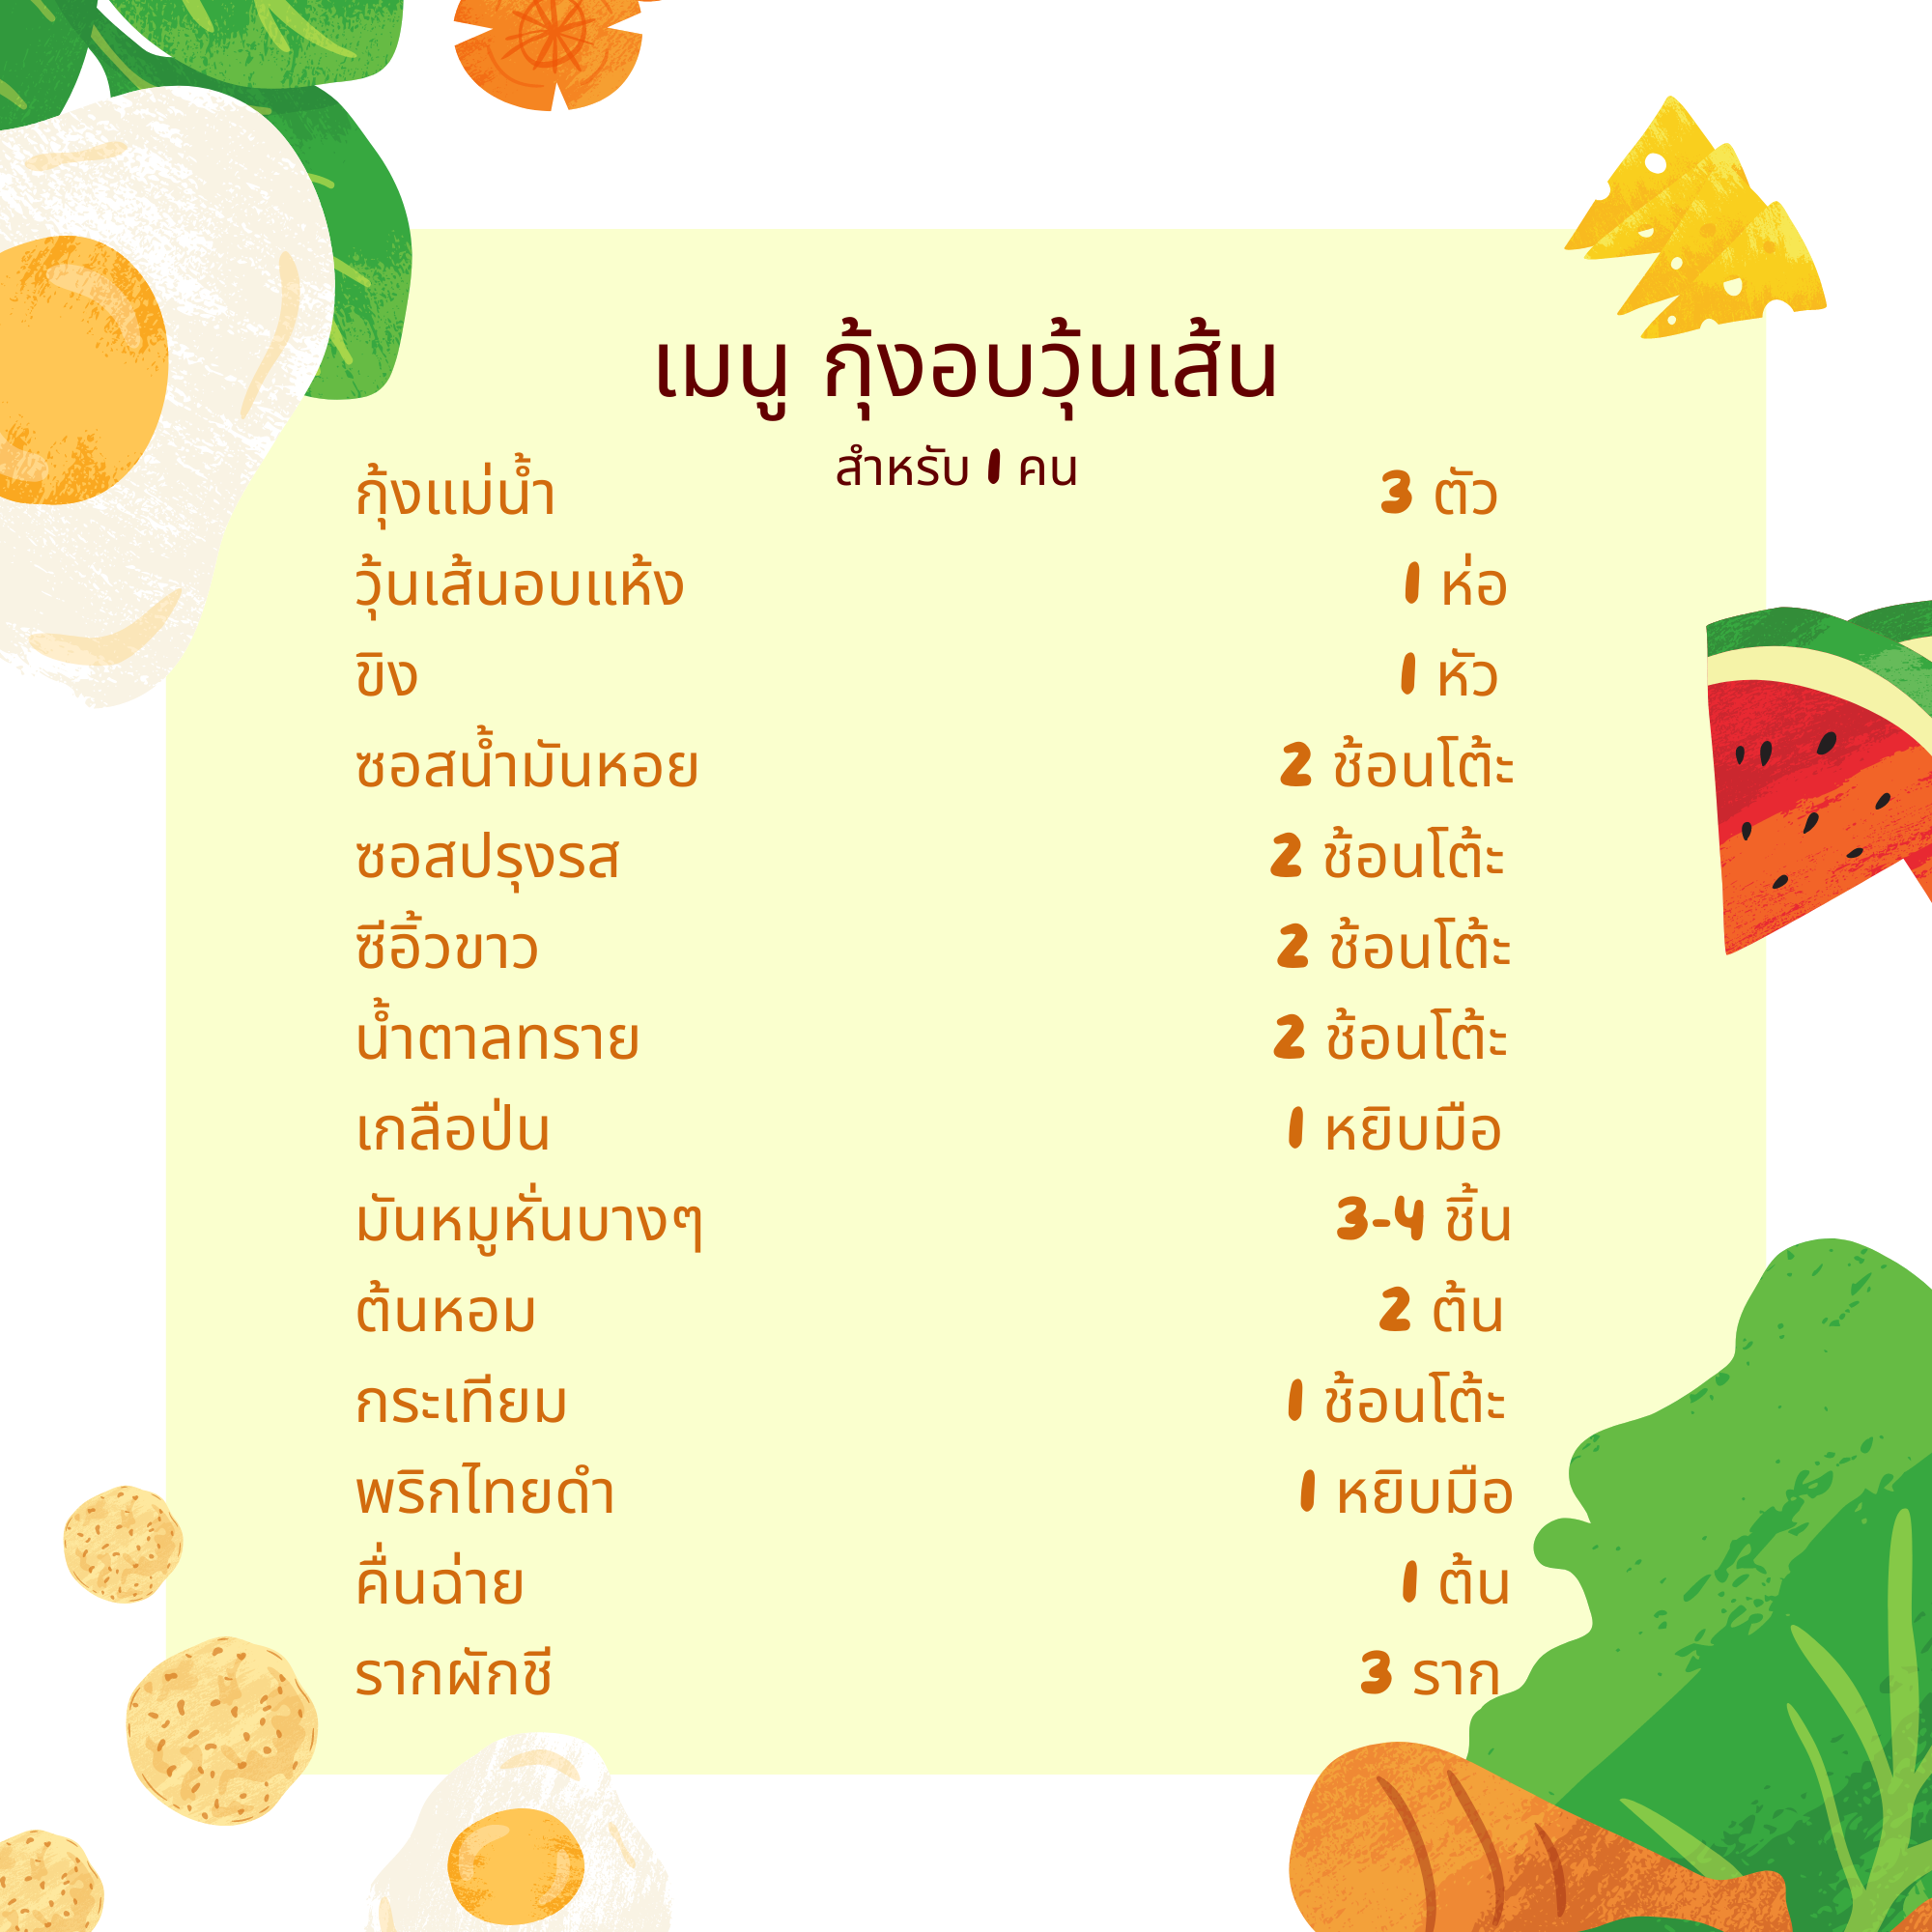 เมนู กุ้งอบวุ้นเส้น
สำหรับ 1 คน
กุ้งแม่น้ำ 3 ตัว
วุ้นเส้นอบแห้ง 1 ห่อ
ขิง 1 หัว
ซอสน้ำมันหอย 2 ช้อนโต้ะ
ซอสปรุงรส 2 ช้อนโต้ะ
ซีอิ้วขาว 2 ช้อนโต้ะ
น้ำตาลทราย 2 ช้อนโต้ะ
เกลือป่น 1 หยิบมือ
มันหมูหั่นบางๆ 3-4 ชิ้น
ต้นหอม 2 ต้น
กระเทียม 1 ช้อนโต้ะ
พริกไทยดำ 1 หยิบมือ
คื่นฉ่าย 1 ต้น
รากผักชี 3 ราก